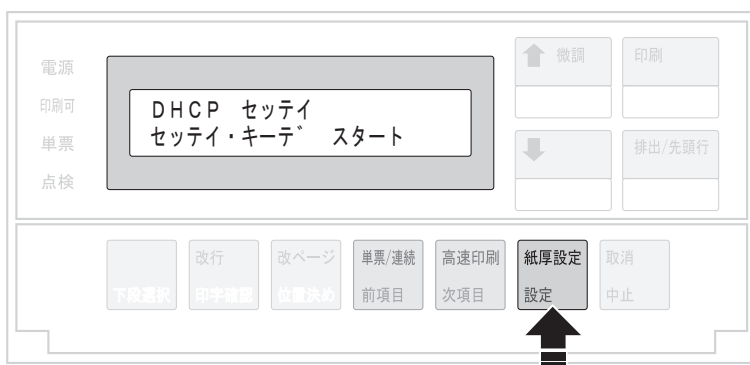 電源
印刷可
単票
点検
DHCP セッテイ
セッテイ・キーデ゛ スタート
微調
印刷
排出/先頭行
下段選択
改行
印字確認
改ページ
位置決め
単票/連続
前項目
高速印刷
次項目
紙厚設定
設定
取消
中止